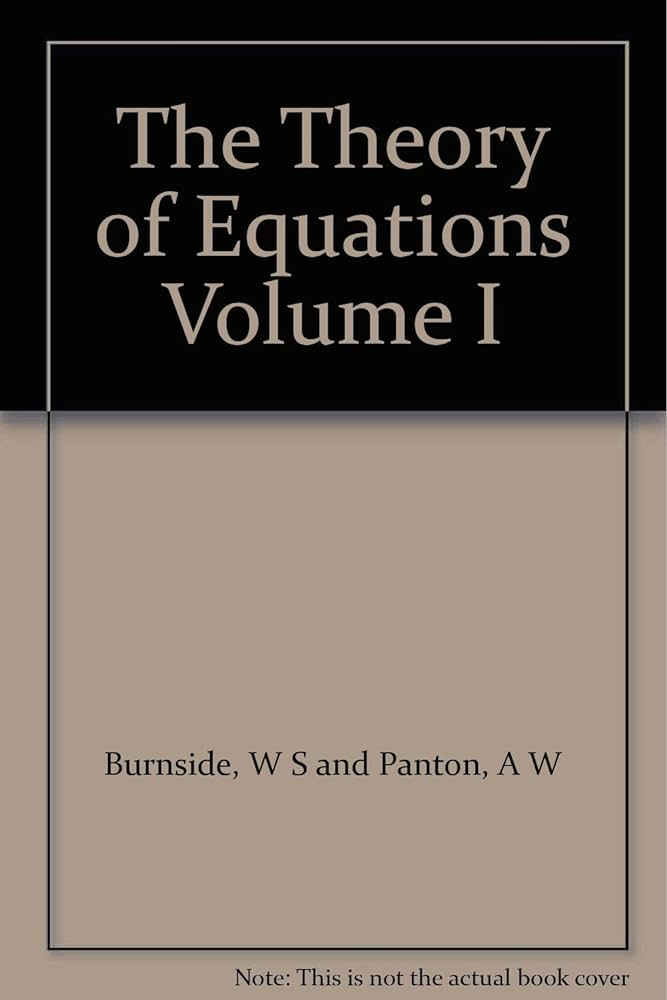 The Theory
of Equations
Volume I
Burnside, W S and Panton, A W
Note: This is not the actual book cover